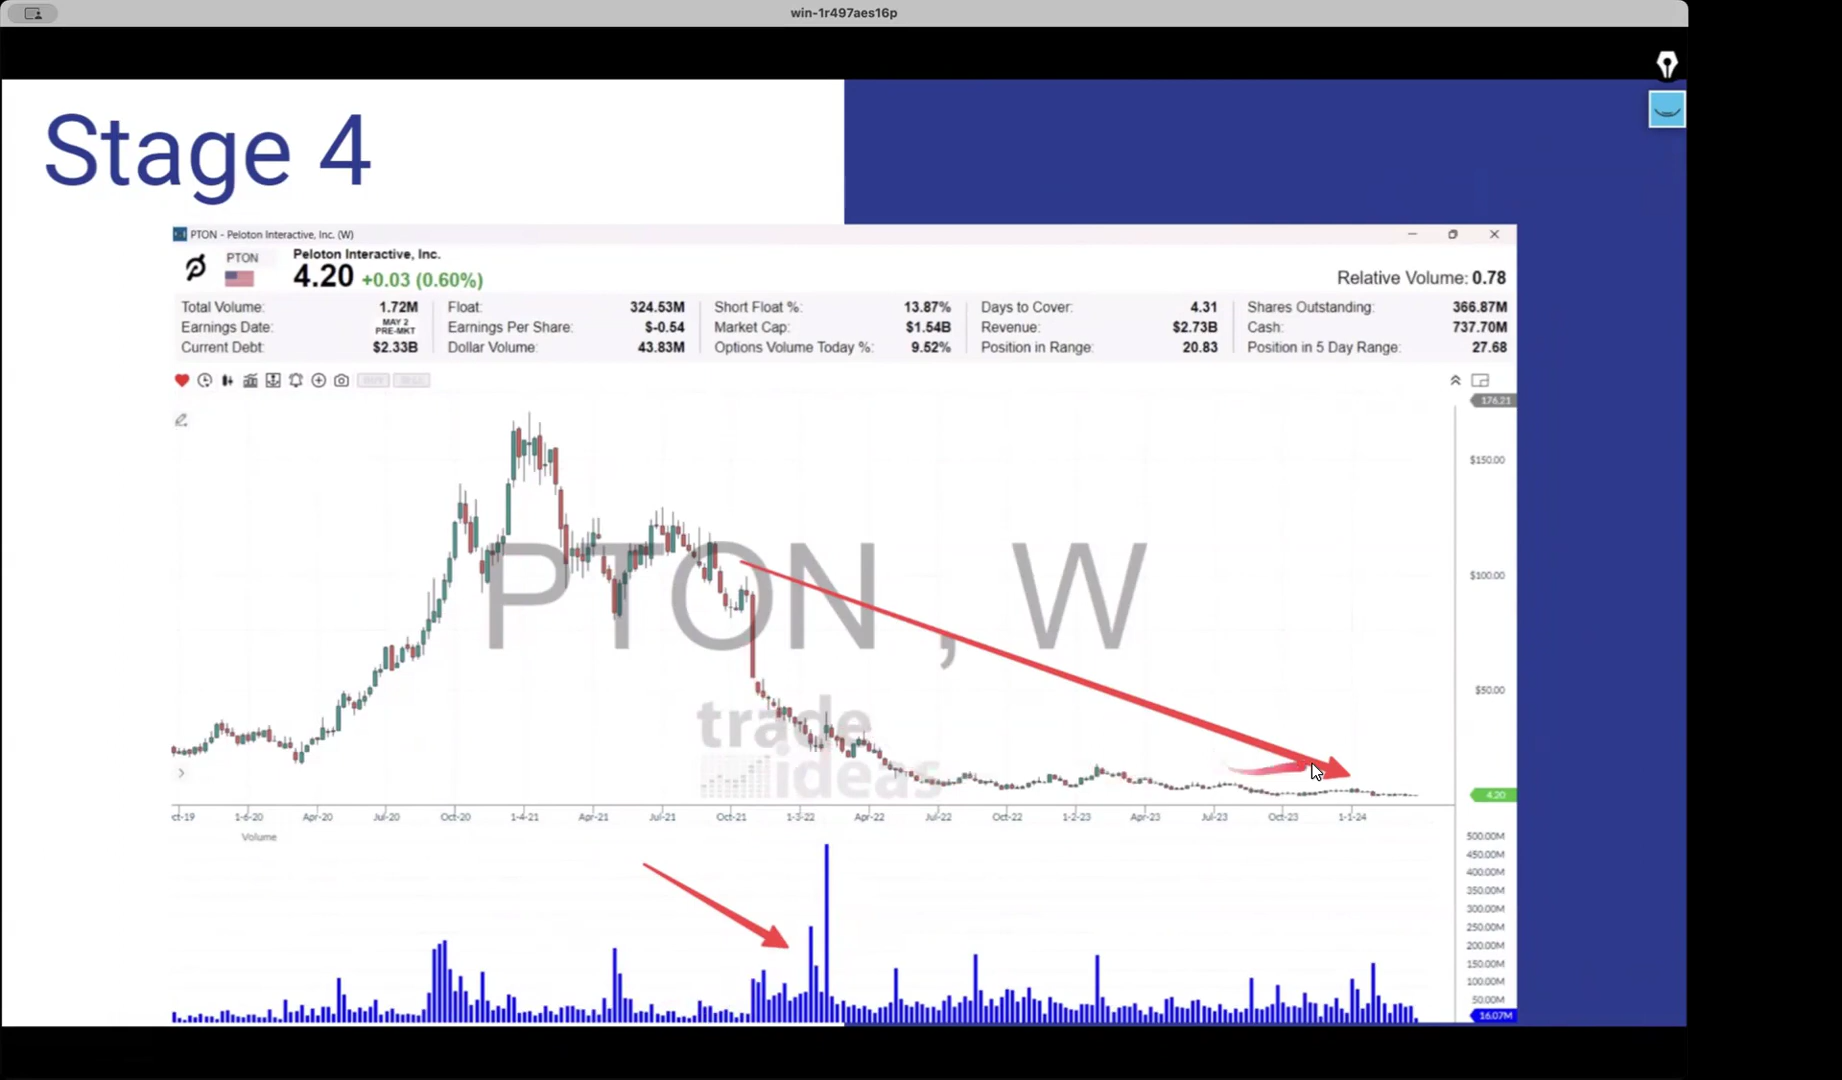 win-1r497aes16p
Stage 4
PTON - Peloton Interactive, Inc. (W)
PTON
Peloton Interactive, Inc.
4.20 +0.03 (0.60%)
Relative Volume: 0.78
Total Volume: 1.72M Float: 324.53M Short Float %: 13.87% Days to Cover: 4.31 Shares Outstanding: 366.87M
Earnings Date: MAY 2 PRE-MKT Earnings Per Share: $-0.54 Market Cap: $1.54B Revenue: $2.73B Cash: 737.70M
Current Debt: $2.33B Dollar Volume: 43.83M Options Volume Today %: 9.52% Position in Range: 20.83 Position in 5 Day Range: 27.68
BUY SELL
176.21
$150.00
$100.00
PTON , W
$50.00
trade
ideas
4.20
ct-19 1-6-20 Apr-20 Jul-20 Oct-20 1-4-21 Apr-21 Jul-21 Oct-21 1-3-22 Apr-22 Jul-22 Oct-22 1-2-23 Apr-23 Jul-23 Oct-23 1-1-24
Volume
500.00M
450.00M
400.00M
350.00M
300.00M
250.00M
200.00M
150.00M
100.00M
50.00M
16.07M